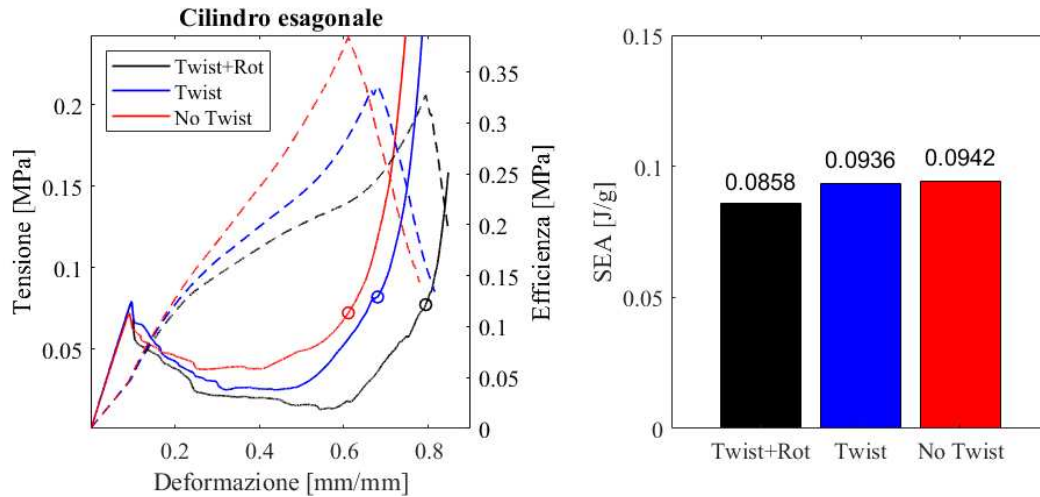 Cilindro esagonale
Twist+Rot
Twist
No Twist
Tensione [MPa]
0.2
0.15
0.1
0.05
0.2
0.4
0.6
0.8
Deformazione [mm/mm]
Efficienza [MPa]
0.35
0.3
0.25
0.2
0.15
0.1
0.05
0
SEA [J/g]
0.15
0.1
0.05
0
0.0858
0.0936
0.0942
Twist+Rot
Twist
No Twist